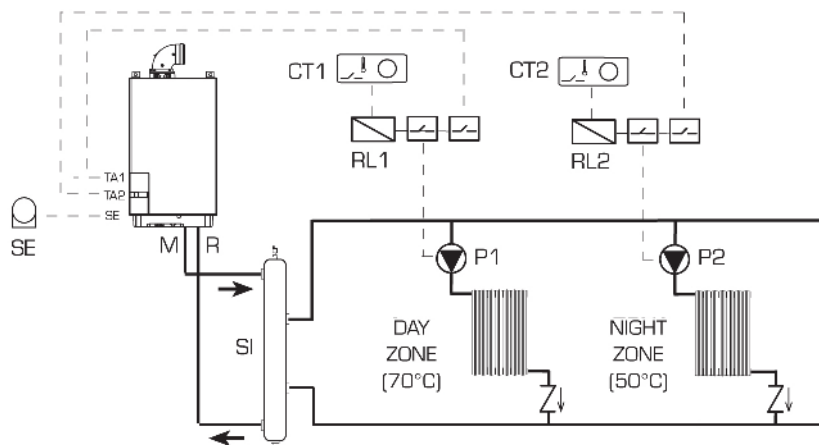 CT1
CT2
RL1
RL2
TA1
TA2
SE
SE
M R
P1
P2
SI
DAY
ZONE
(70°C)
NIGHT
ZONE
(50°C)